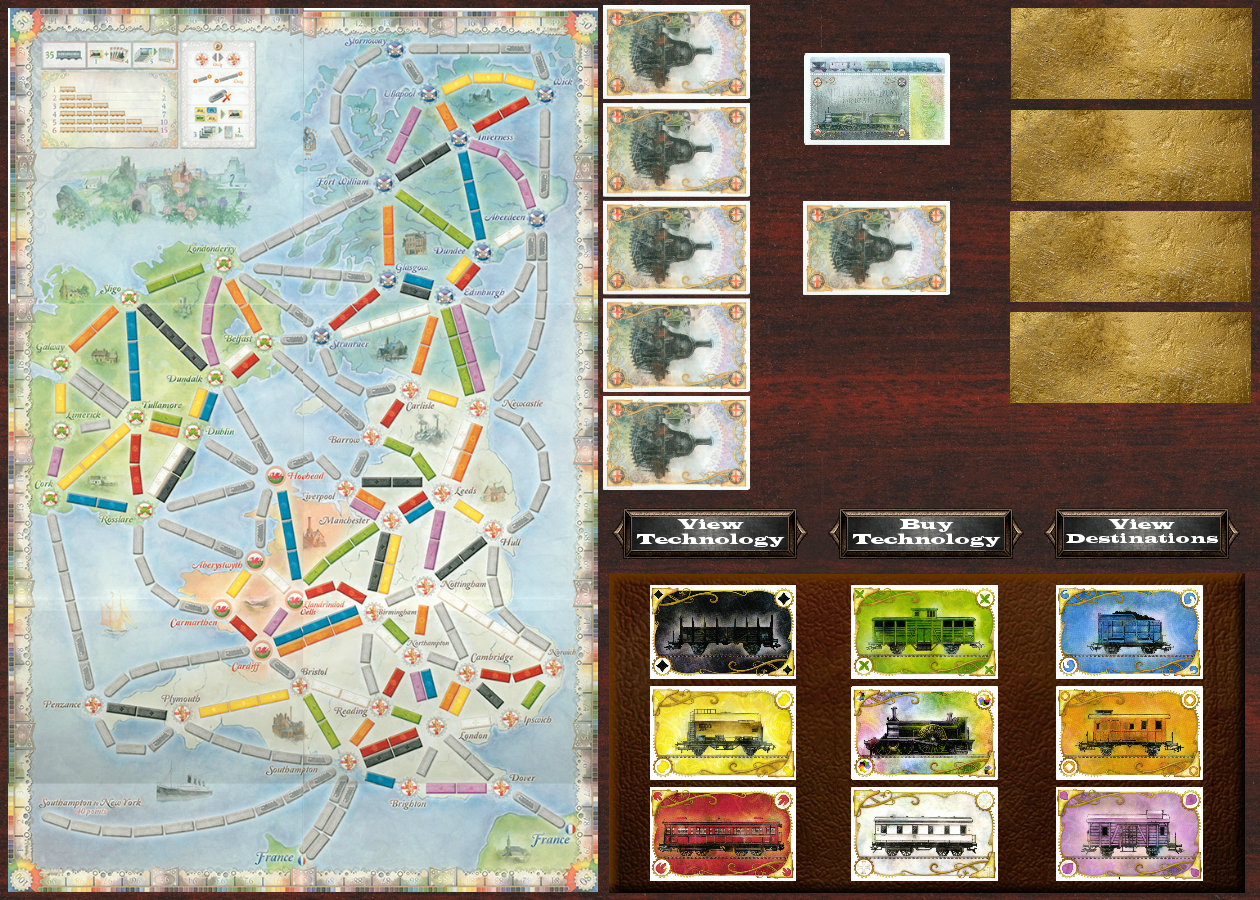 35
Stornoway
Wick
Ullapool
Inverness
Fort William
Aberdeen
Londonderry
Dundee
Glasgow
Sligo
Edinburgh
Belfast
Stranraer
Galway
Dundalk
Carlisle
Newcastle
Limerick
Tullamore
Dublin
Barrow
Cork
Holyhead
Liverpool
Leeds
Rosslare
Manchester
Hull
Aberystwyth
Nottingham
Llandrindod
Wells
Carmarthen
Birmingham
Northampton
Cambridge
Norwich
Cardiff
Bristol
Penzance
Plymouth
Reading
Ipswich
London
Southampton
Dover
Brighton
Southampton to New York
France
France
View
Technology
Buy
Technology
View
Destinations